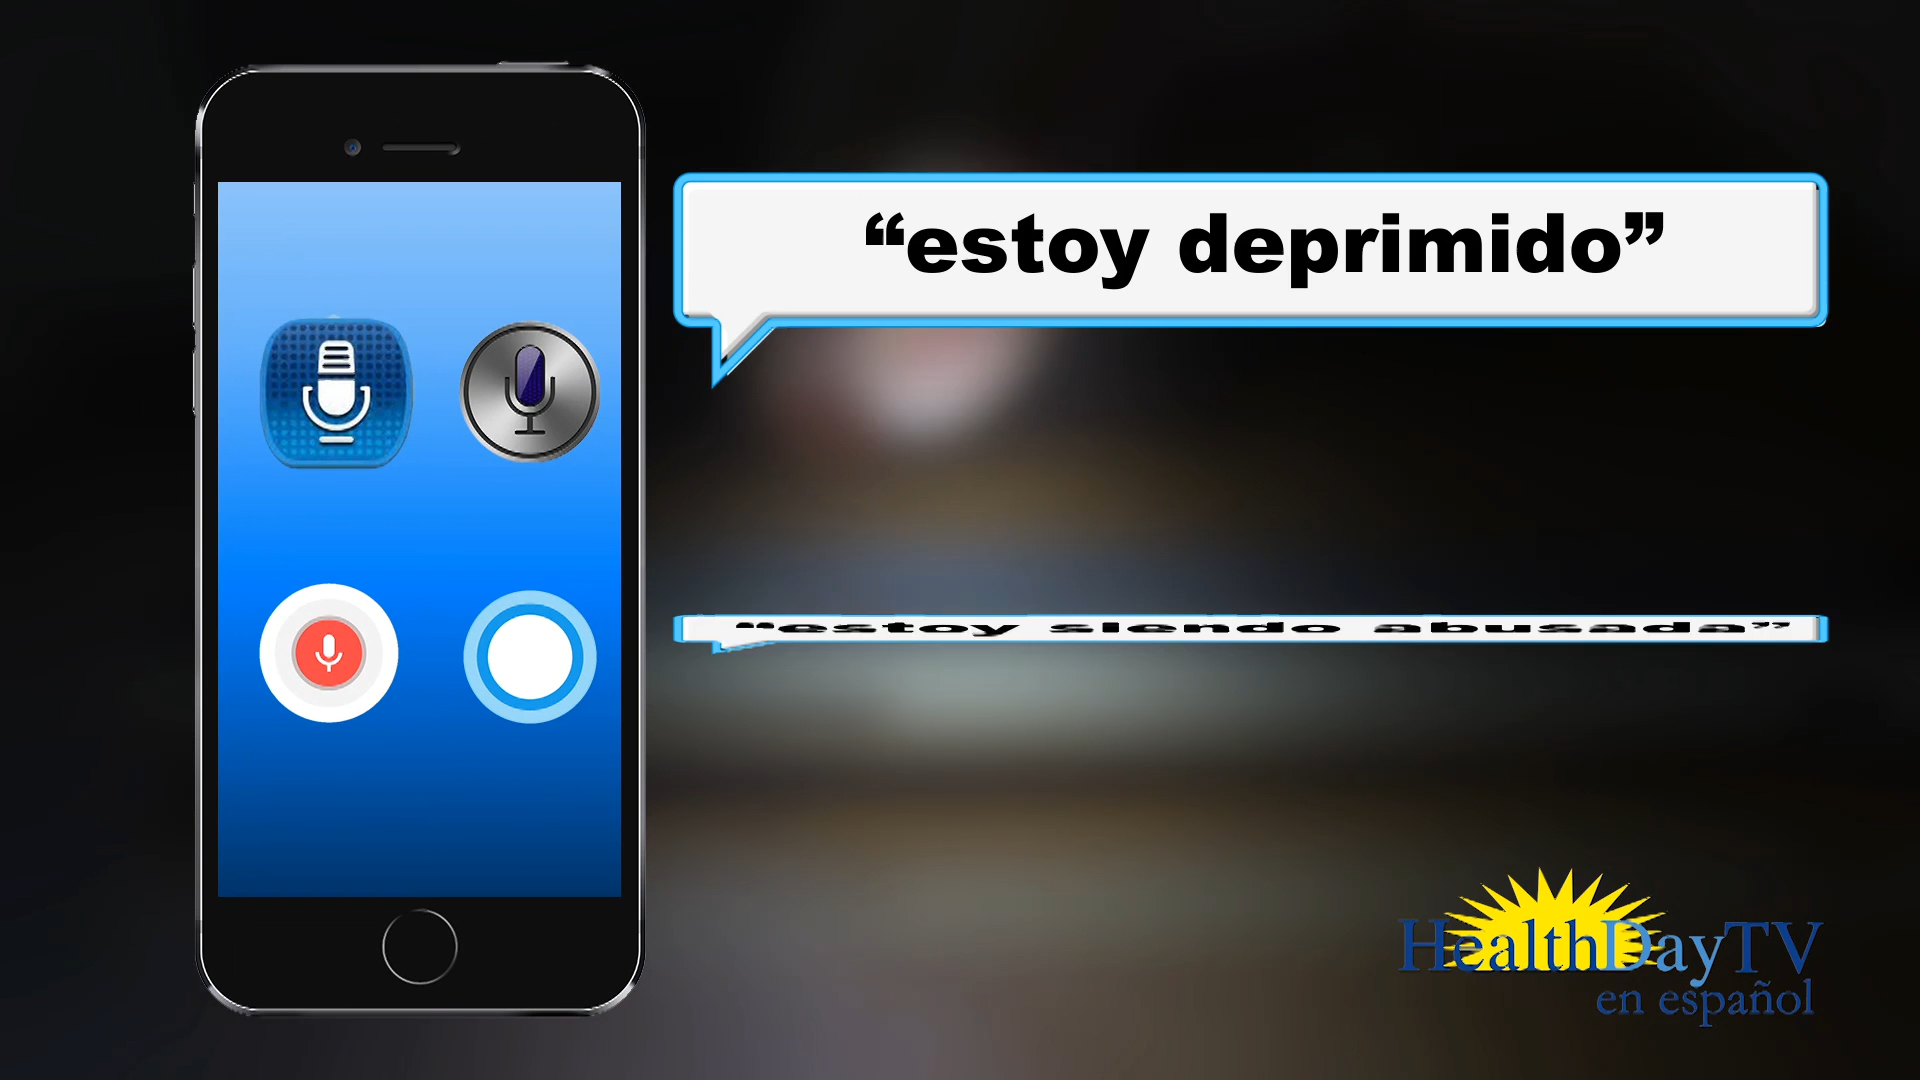 “estoy deprimido”
“estoy siendo abusada”
HealthDayTV
en español